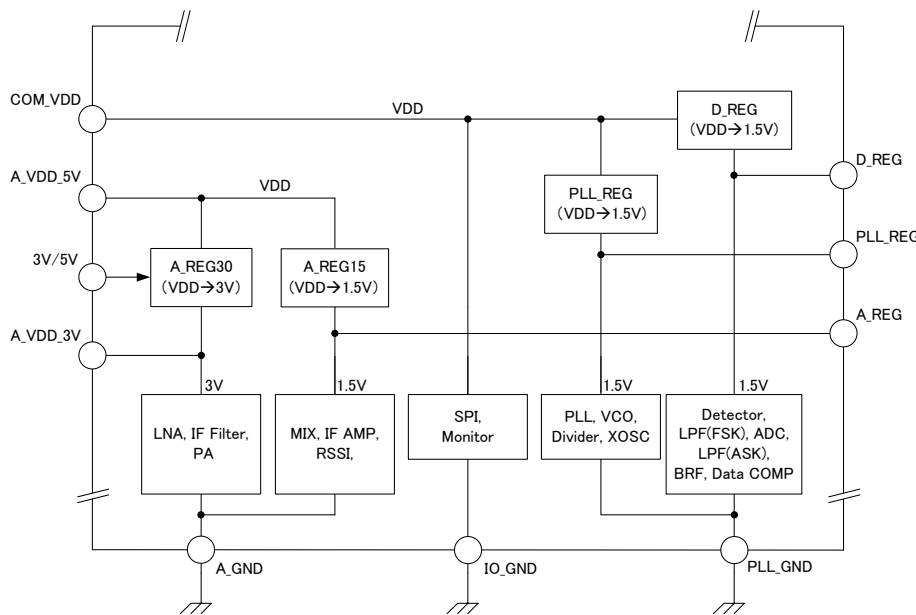 COM_VDD
VDD
D_REG
(VDD→1.5V)
D_REG
A_VDD_5V
VDD
PLL_REG
(VDD→1.5V)
PLL_REG
3V/5V
A_REG30
(VDD→3V)
A_REG15
(VDD→1.5V)
A_REG
A_VDD_3V
3V
1.5V
1.5V
1.5V
LNA, IF Filter,
PA
MIX, IF AMP,
RSSI,
SPI,
Monitor
PLL, VCO,
Divider, XOSC
Detector,
LPF(FSK), ADC,
LPF(ASK),
BRF, Data COMP
A_GND
IO_GND
PLL_GND